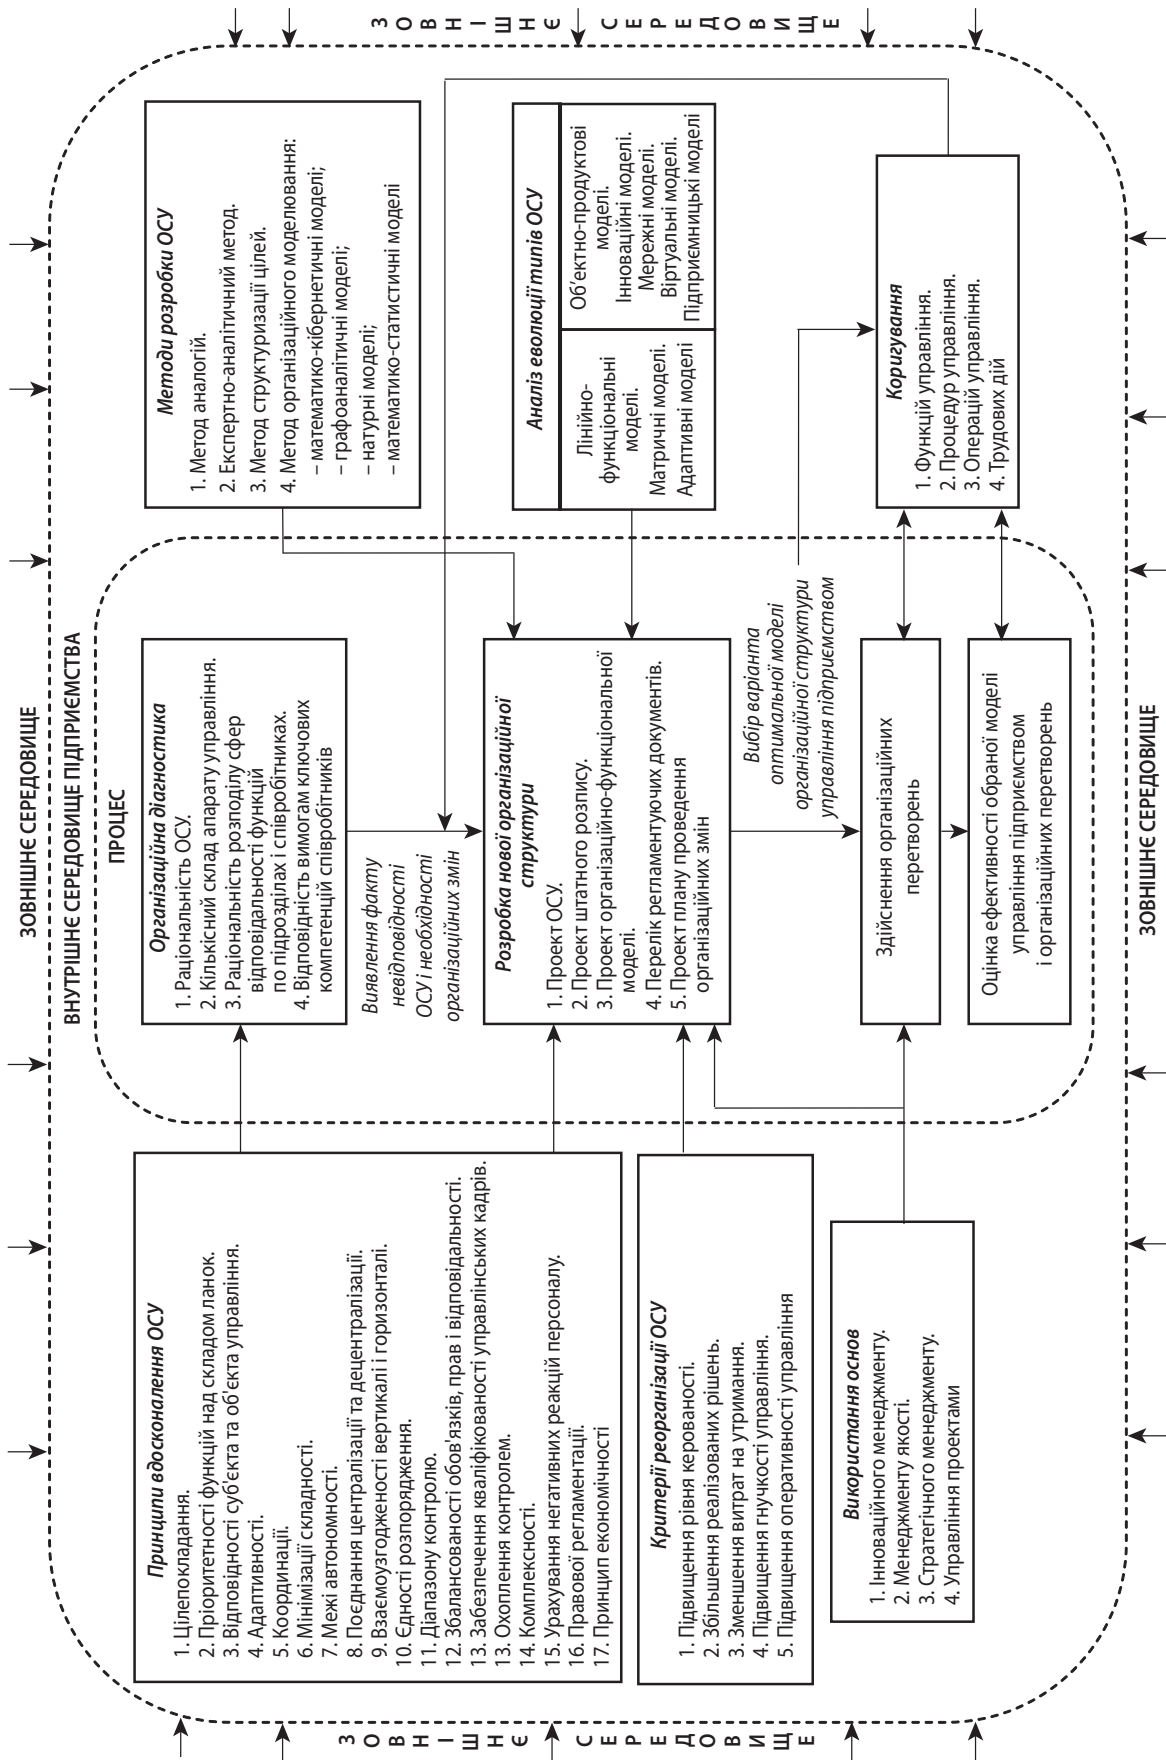 ЗОВНІШНЄ СЕРЕДОВИЩЕ
ВНУТРІШНЄ СЕРЕДОВИЩЕ ПІДПРИЄМСТВА
ЗОВНІШНЄ СЕРЕДОВИЩЕ
ЗОВНІШНЄ СЕРЕДОВИЩЕ
Принципи вдосконалення ОСУ
1. Цілепокладання.
2. Пріоритетності функцій над складом ланок.
3. Відповідності суб'єкта та об'єкта управління.
4. Адаптивності.
5. Координації.
6. Мінімізації складності.
7. Межі автономності.
8. Поєднання централізації та децентралізації.
9. Взаємоузгодженості вертикалі і горизонталі.
10. Єдності розпорядження.
11. Діапазону контролю.
12. Збалансованості обов'язків, прав і відповідальності.
13. Забезпечення кваліфікованості управлінських кадрів.
13. Охоплення контролем.
14. Комплексності.
15. Урахування негативних реакцій персоналу.
16. Правової регламентації.
17. Принцип економічності
Критерії реорганізації ОСУ
1. Підвищення рівня керованості.
2. Збільшення реалізованих рішень.
3. Зменшення витрат на утримання.
4. Підвищення гнучкості управління.
5. Підвищення оперативності управління
Використання основ
1. Інноваційного менеджменту.
2. Менеджменту якості.
3. Стратегічного менеджменту.
4. Управління проектами
ПРОЦЕС
Організаційна діагностика
1. Раціональність ОСУ.
2. Кількісний склад апарату управління.
3. Раціональність розподілу сфер
відповідальності функцій
по підрозділах і співробітниках.
4. Відповідність вимогам ключових
компетенцій співробітників
Виявлення факту
невідповідності
ОСУ і необхідності
організаційних змін
Розробка нової організаційної
структури
1. Проект ОСУ.
2. Проект штатного розпису.
3. Проект організаційно-функціональної
моделі.
4. Перелік регламентуючих документів.
5. Проект плану проведення
організаційних змін
Вибір варіанта
оптимальної моделі
організаційної структури
управління підприємством
Здійснення організаційних
перетворень
Оцінка ефективності обраної моделі
управління підприємством
і організаційних перетворень
Методи розробки ОСУ
1. Метод аналогій.
2. Експертно-аналітичний метод.
3. Метод структуризації цілей.
4. Метод організаційного моделювання:
– математико-кібернетичні моделі;
– графоаналітичні моделі;
– натурні моделі;
– математико-статистичні моделі
Аналіз еволюції типів ОСУ
Лінійно-
функціональні
моделі.
Матричні моделі.
Адаптивні моделі
Об'єктно-продуктові
моделі.
Інноваційні моделі.
Мережні моделі.
Віртуальні моделі.
Підприємницькі моделі
Коригування
1. Функцій управління.
2. Процедур управління.
3. Операцій управління.
4. Трудових дій
ЗОВНІШНЄ СЕРЕДОВИЩЕ